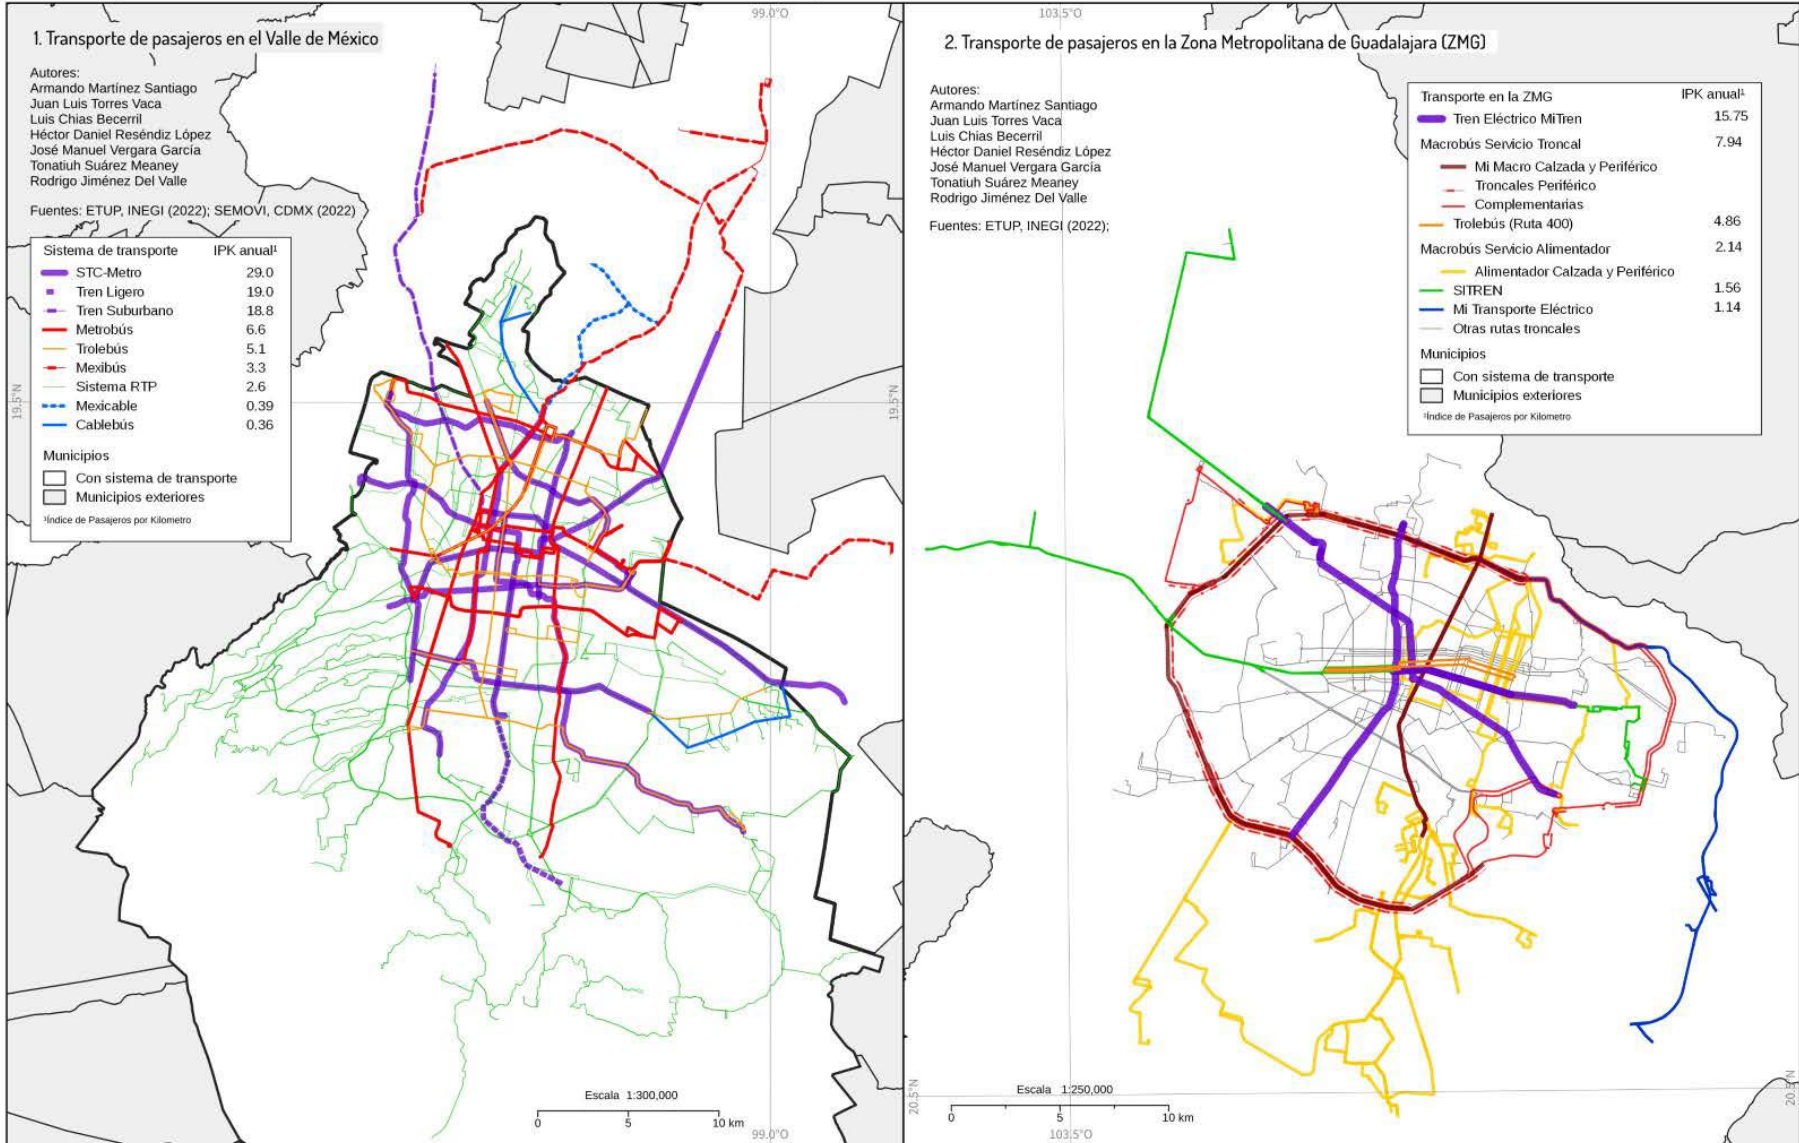 1. Transporte de pasajeros en el Valle de México
Autores:
Armando Martínez Santiago
Juan Luis Torres Vaca
Luis Chias Becerril
Héctor Daniel Reséndiz López
José Manuel Vergara García
Tonatiuh Suárez Meaney
Rodrigo Jiménez Del Valle
Fuentes: ETUP, INEGI (2022); SEMOVI, CDMX (2022)
Sistema de transporte IPK anual¹
STC-Metro 29.0
Tren Ligero 19.0
Tren Suburbano 18.8
Metrobús 6.6
Trolebús 5.1
Mexibús 3.3
Sistema RTP 2.6
Mexicable 0.39
Cablebús 0.36
Municipios
Con sistema de transporte
Municipios exteriores
¹Índice de Pasajeros por Kilometro
99.0°O
19.5°N
19.5°N
Escala 1:300,000
0 5 10 km
99.0°O
103.5°O
2. Transporte de pasajeros en la Zona Metropolitana de Guadalajara (ZMG)
Autores:
Armando Martínez Santiago
Juan Luis Torres Vaca
Luis Chias Becerril
Héctor Daniel Reséndiz López
José Manuel Vergara García
Tonatiuh Suárez Meaney
Rodrigo Jiménez Del Valle
Fuentes: ETUP, INEGI (2022);
Transporte en la ZMG IPK anual¹
Tren Eléctrico MiTren 15.75
Macrobús Servicio Troncal 7.94
Mi Macro Calzada y Periférico
Troncales Periférico
Complementarias
Trolebús (Ruta 400) 4.86
Macrobús Servicio Alimentador 2.14
Alimentador Calzada y Periférico
SITREN 1.56
Mi Transporte Eléctrico 1.14
Otras rutas troncales
Municipios
Con sistema de transporte
Municipios exteriores
¹Índice de Pasajeros por Kilometro
20.5°N
20.5°N
Escala 1:250,000
0 5 10 km
103.5°O